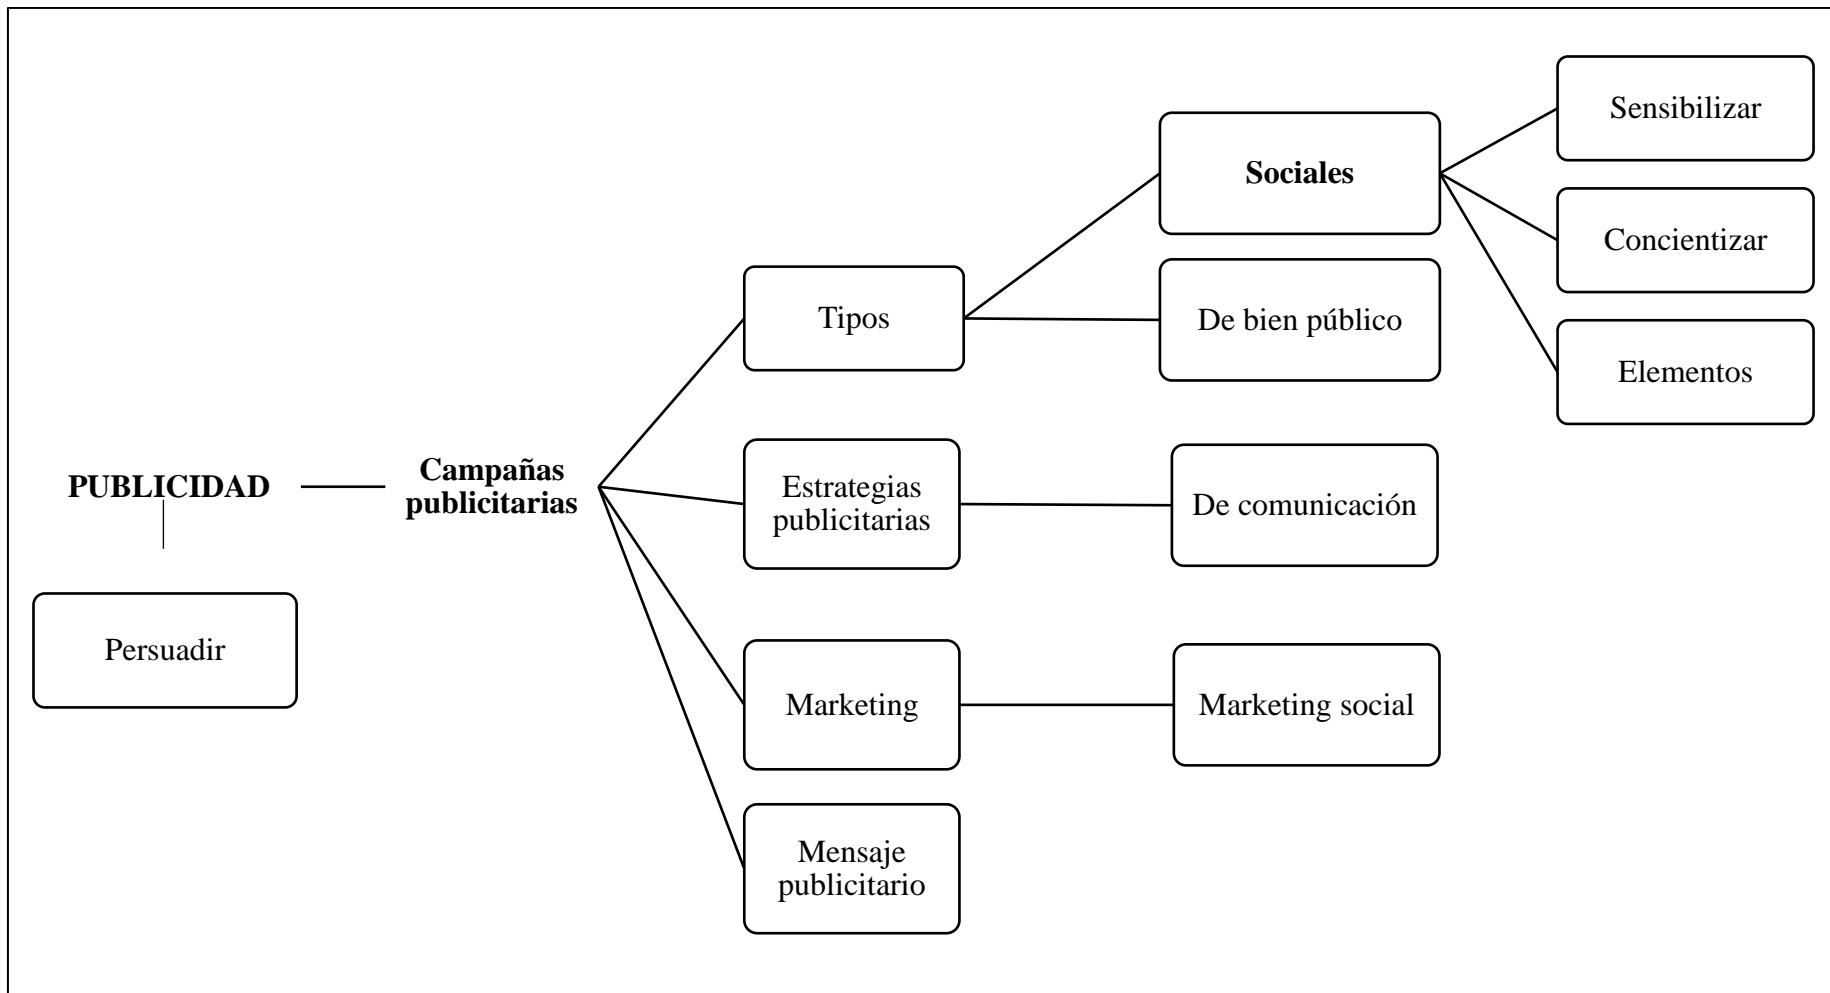 PUBLICIDAD
Persuadir
Campañas
publicitarias
Tipos
Sociales
Sensibilizar
Concientizar
Elementos
De bien público
Estrategias
publicitarias
De comunicación
Marketing
Marketing social
Mensaje
publicitario